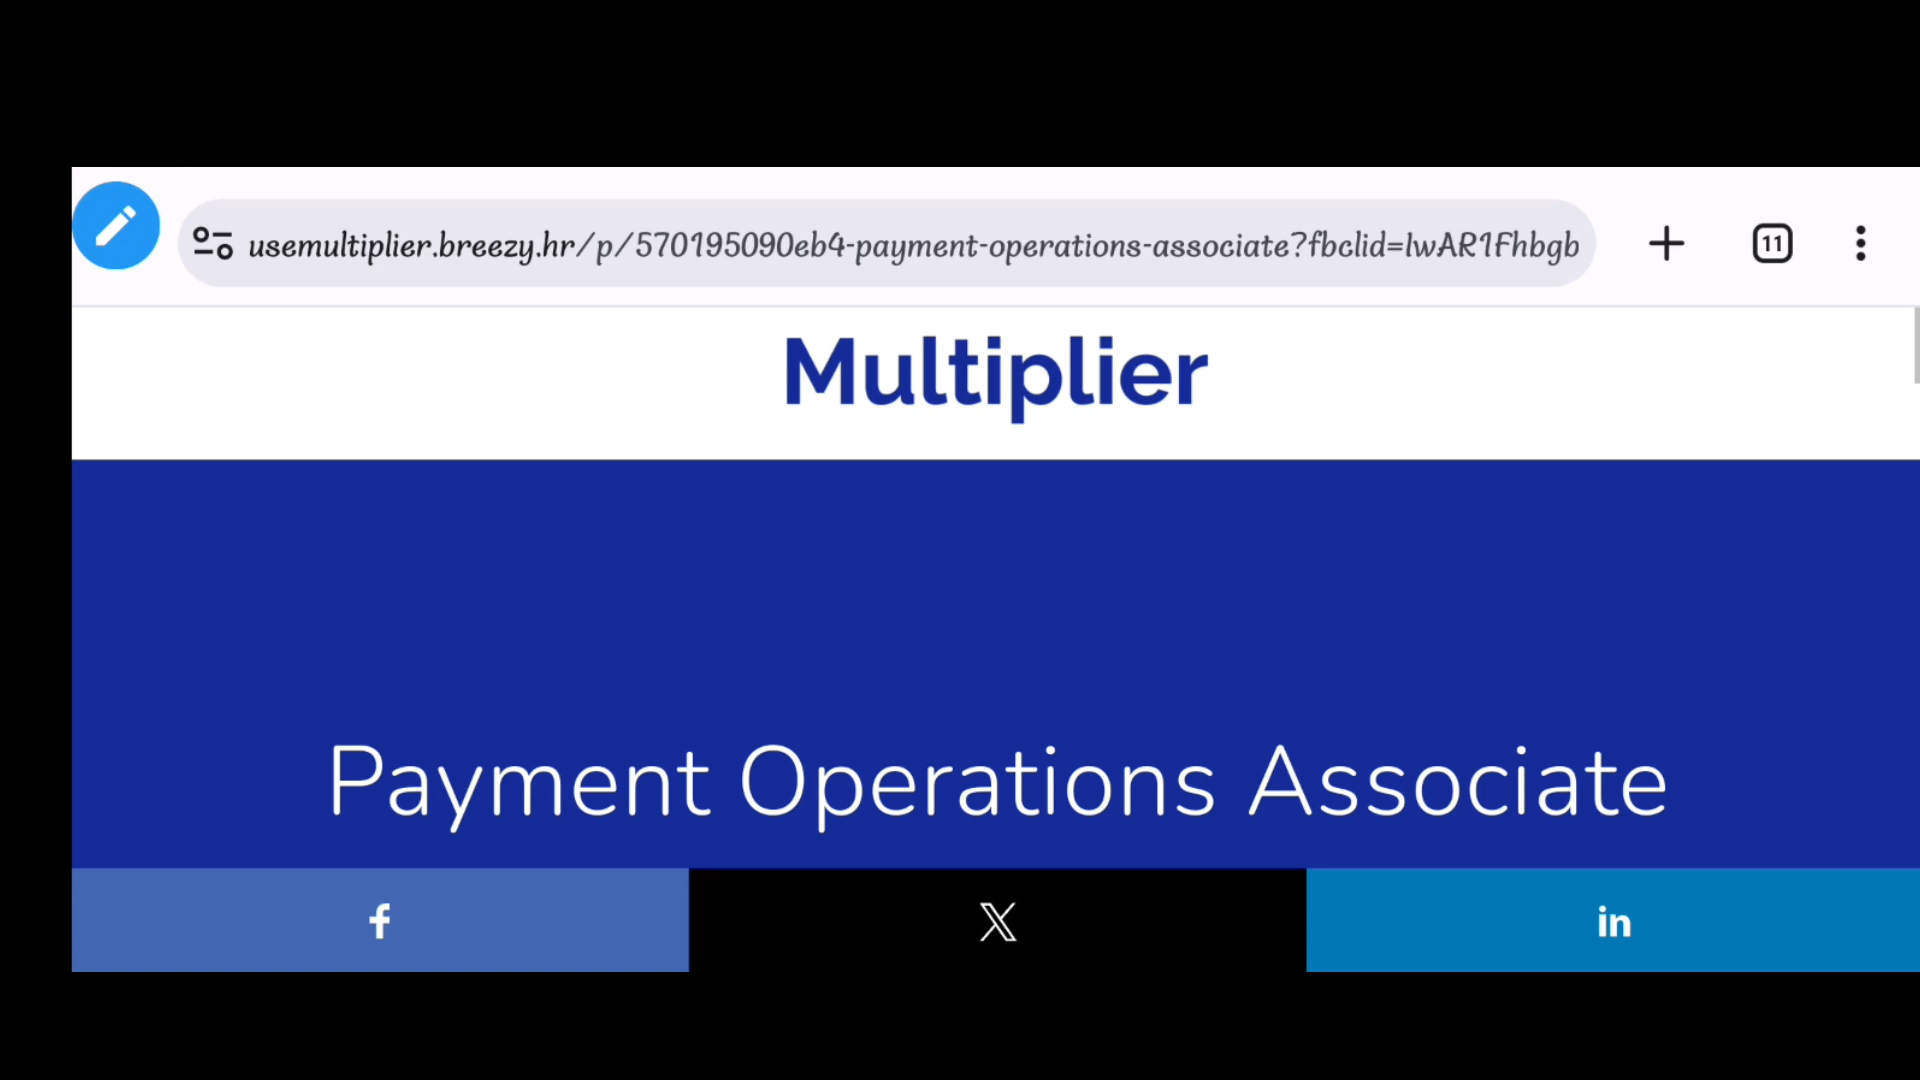 usemultiplier.breezy.hr/p/570195090eb4-payment-operations-associate?fbclid=IwAR1Fhbgb
11
Multiplier
Payment Operations Associate
f
X
in